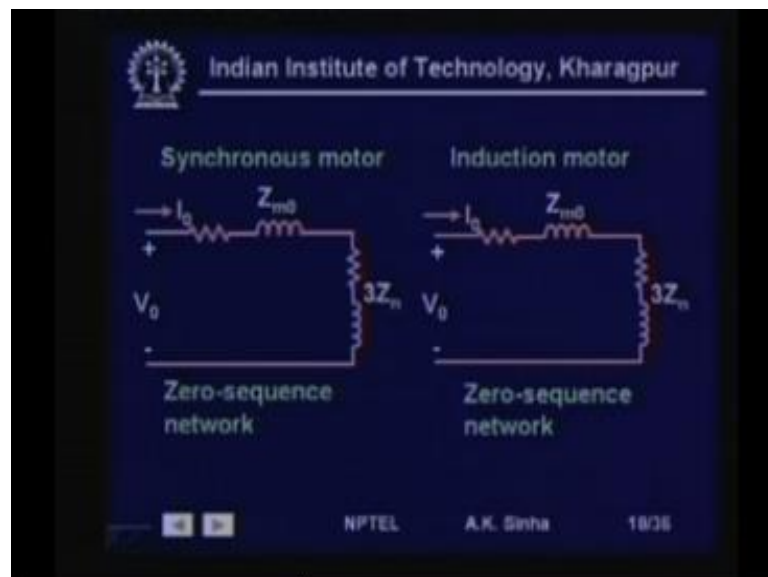 Indian Institute of Technology, Kharagpur
Synchronous motor
Induction motor
I0
Zm0
+
V0
-
3Zn
I0
Zm0
+
V0
-
3Zn
Zero-sequence
network
Zero-sequence
network
NPTEL A.K. Sinha 18/36